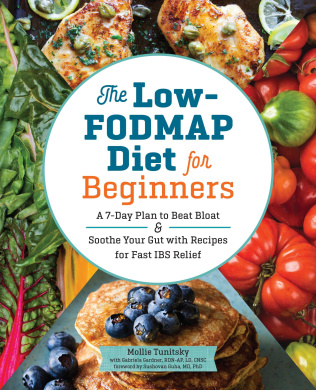 The Low-
FODMAP
Diet for
Beginners
A 7-Day Plan to Beat Bloat
&
Soothe Your Gut with Recipes
for Fast IBS Relief
Mollie Tunitsky
with Gabriela Gardner, RDN-AP, LD, CNSC
foreword by Sushovan Guha, MD, PhD